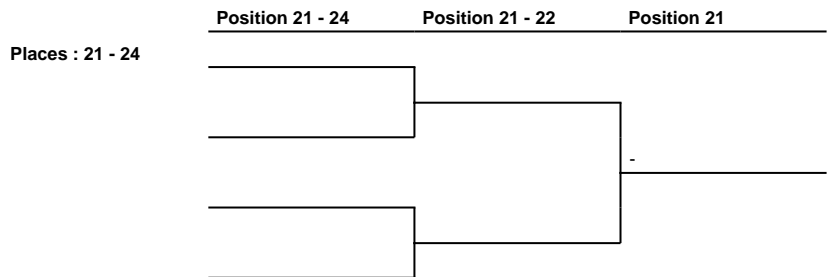 Position 21 - 24 Position 21 - 22 Position 21
Places : 21 - 24
-